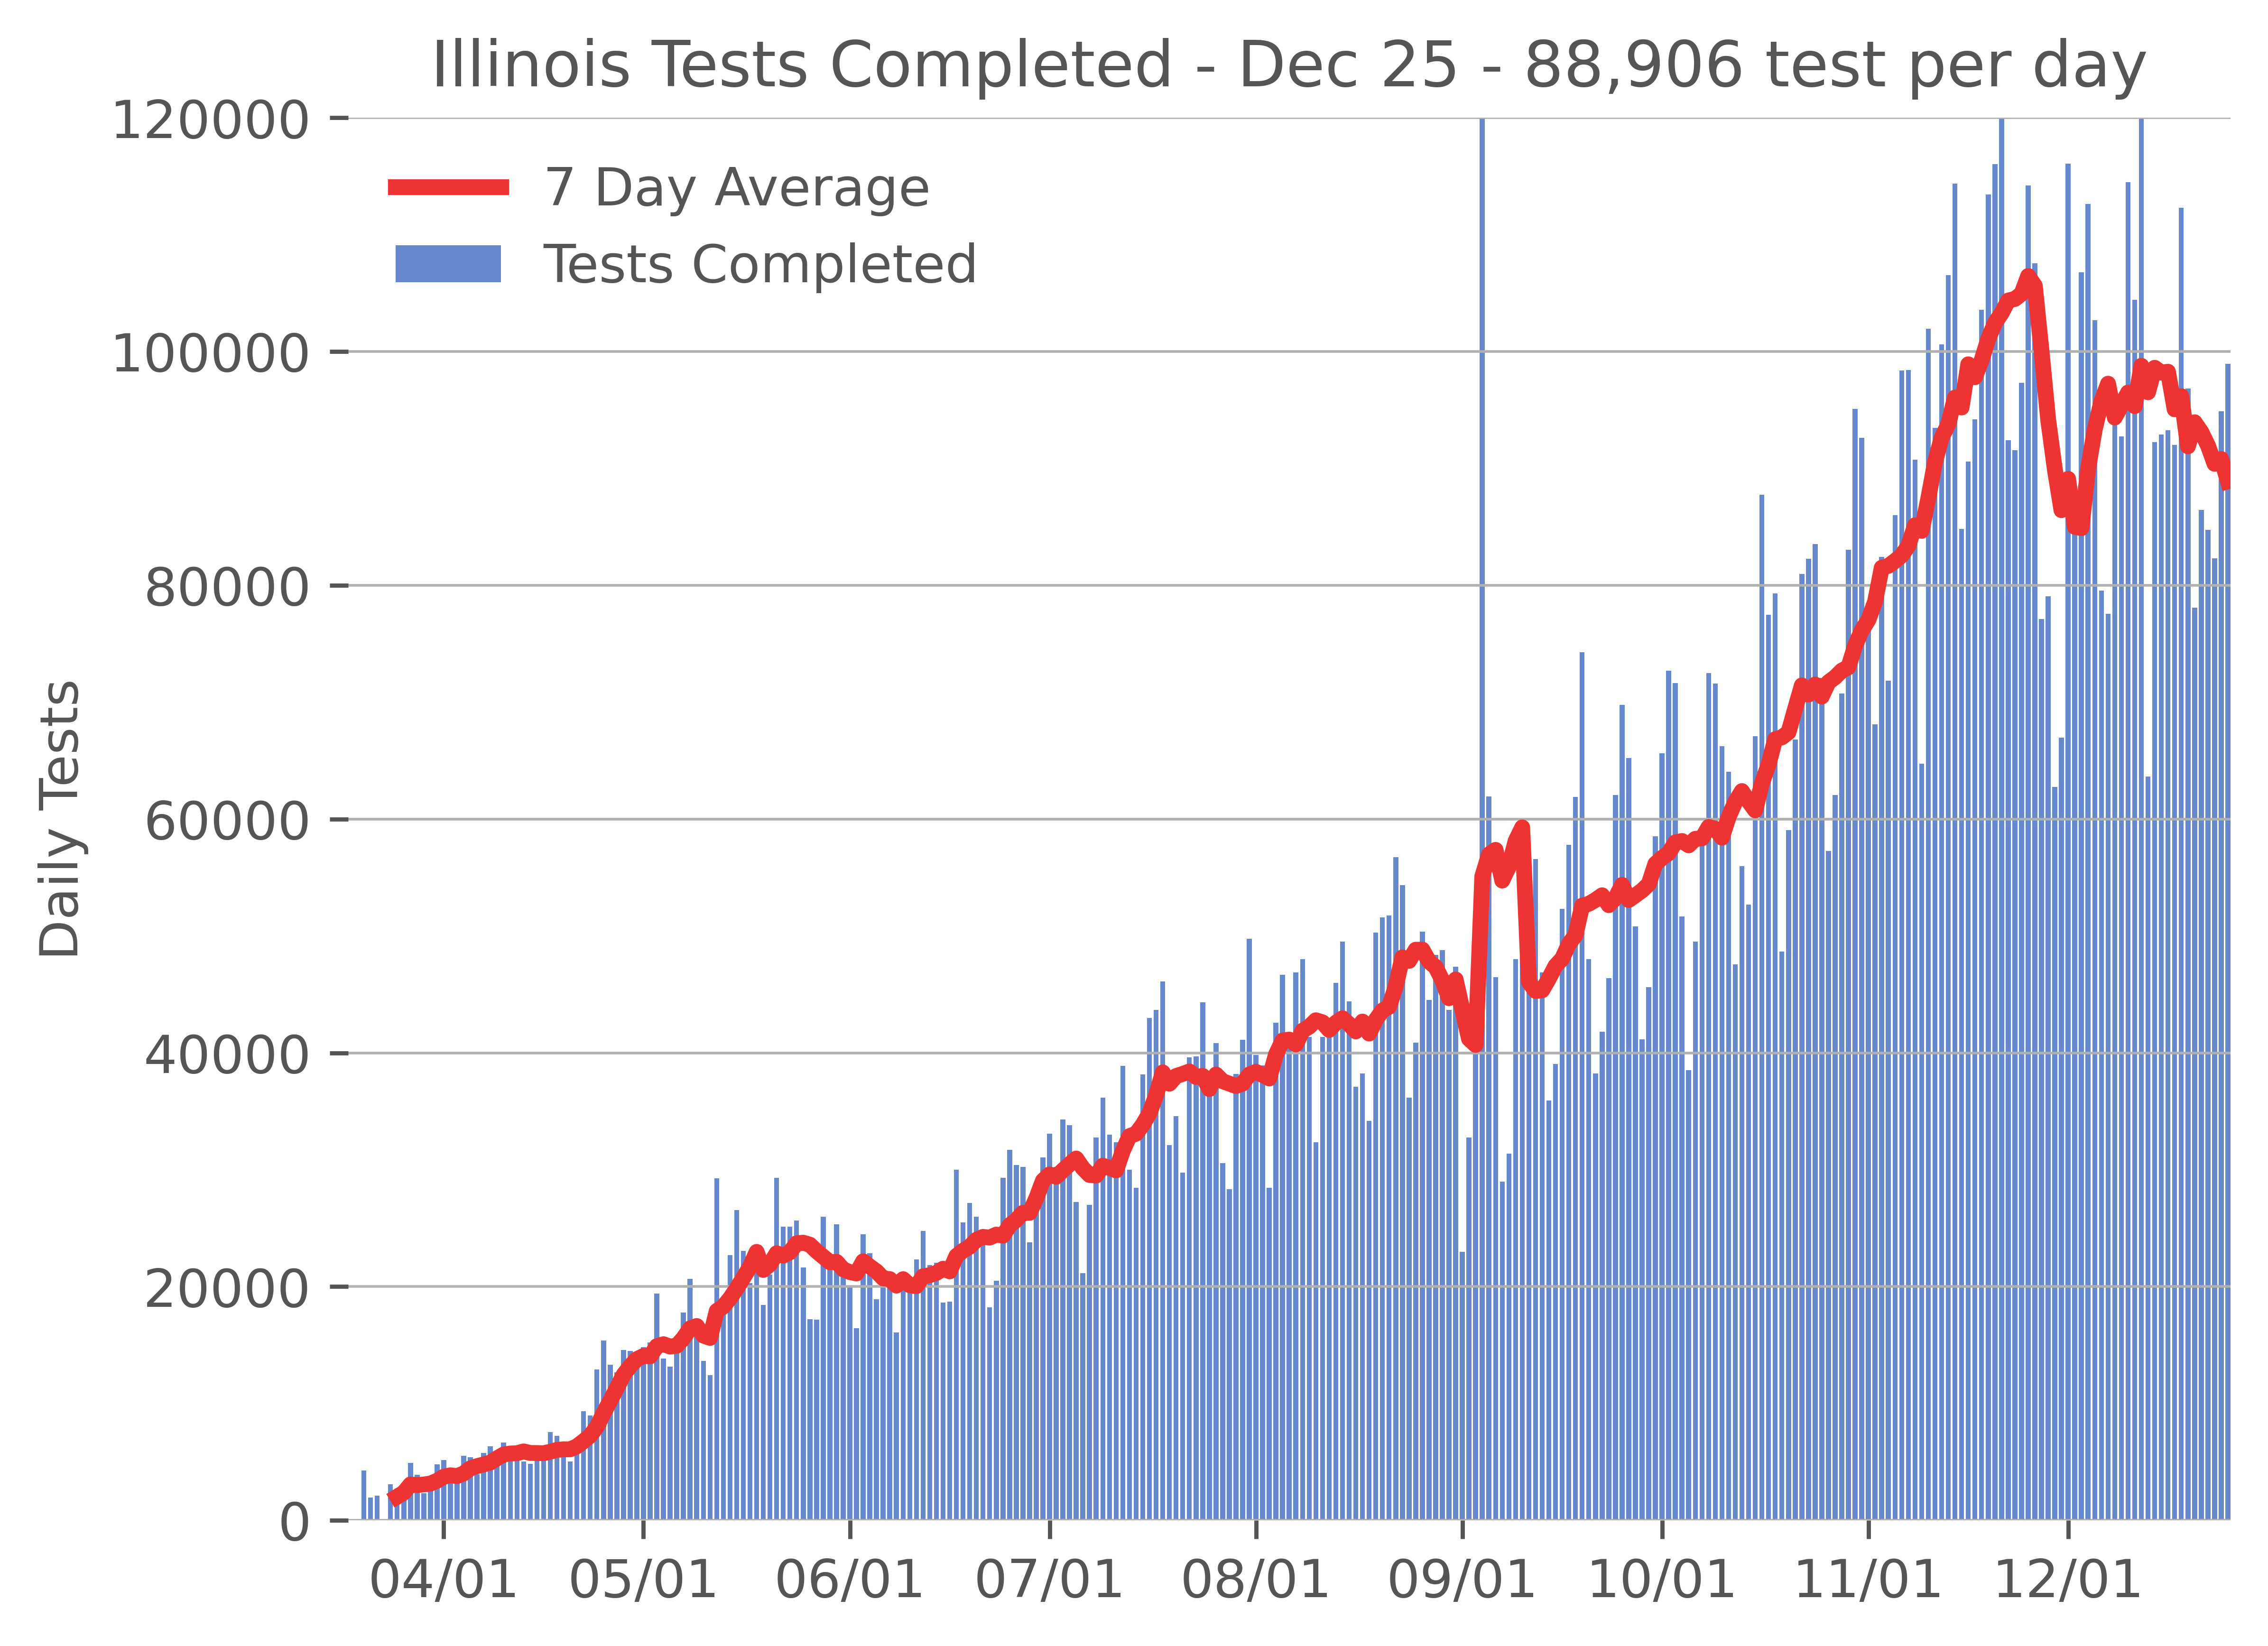 Illinois Tests Completed - Dec 25 - 88,906 test per day
120000
100000
80000
60000
40000
20000
0
Daily Tests
7 Day Average
Tests Completed
04/01 05/01 06/01 07/01 08/01 09/01 10/01 11/01 12/01